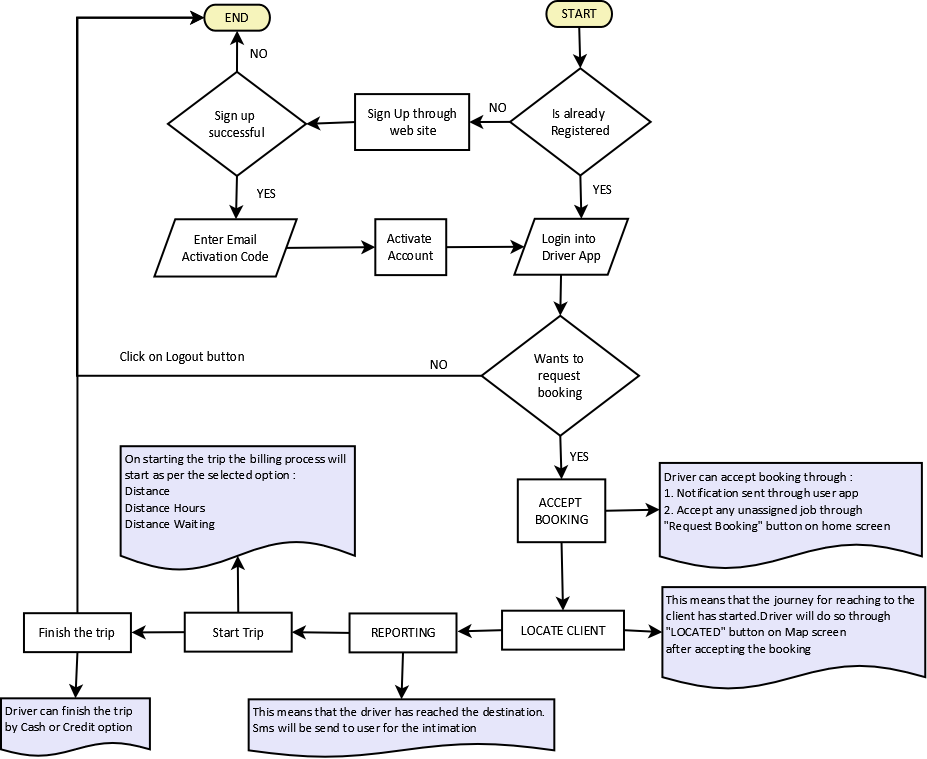 END
START
NO
Sign up
successful
Sign Up through
web site
NO
Is already
Registered
YES
YES
Enter Email
Activation Code
Activate
Account
Login into
Driver App
Click on Logout button
NO
Wants to
request
booking
YES
On starting the trip the billing process will
start as per the selected option :
Distance
Distance Hours
Distance Waiting
ACCEPT
BOOKING
Driver can accept booking through :
1. Notification sent through user app
2. Accept any unassigned job through
"Request Booking" button on home screen
Finish the trip
Start Trip
REPORTING
LOCATE CLIENT
This means that the journey for reaching to the
client has started.Driver will do so through
"LOCATED" button on Map screen
after accepting the booking
Driver can finish the trip
by Cash or Credit option
This means that the driver has reached the destination.
Sms will be send to user for the intimation